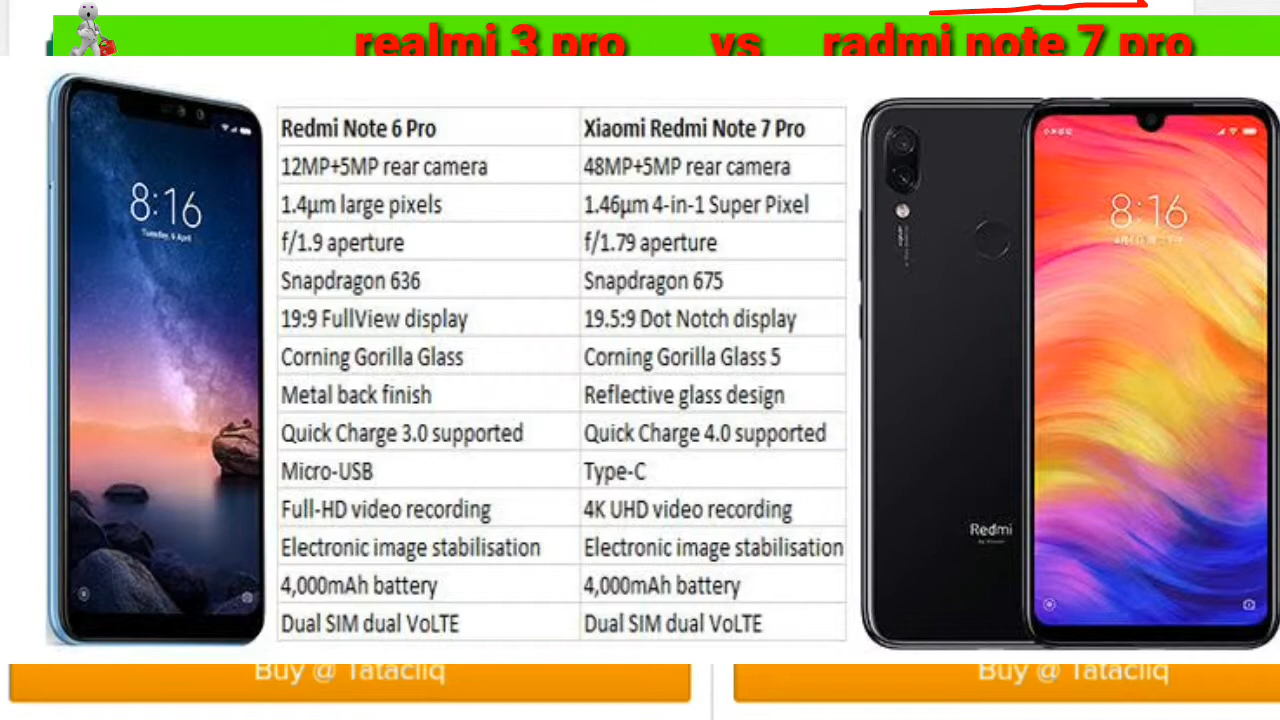 realmi 3 pro vs radmi note 7 pro
8:16
Tuesday, 9 April
Redmi Note 6 Pro Xiaomi Redmi Note 7 Pro
12MP+5MP rear camera 48MP+5MP rear camera
1.4µm large pixels 1.46µm 4-in-1 Super Pixel
f/1.9 aperture f/1.79 aperture
Snapdragon 636 Snapdragon 675
19:9 FullView display 19.5:9 Dot Notch display
Corning Gorilla Glass Corning Gorilla Glass 5
Metal back finish Reflective glass design
Quick Charge 3.0 supported Quick Charge 4.0 supported
Micro-USB Type-C
Full-HD video recording 4K UHD video recording
Electronic image stabilisation Electronic image stabilisation
4,000mAh battery 4,000mAh battery
Dual SIM dual VoLTE Dual SIM dual VoLTE
Redmi
8:16
Buy @ Tatacliq Buy @ Tatacliq